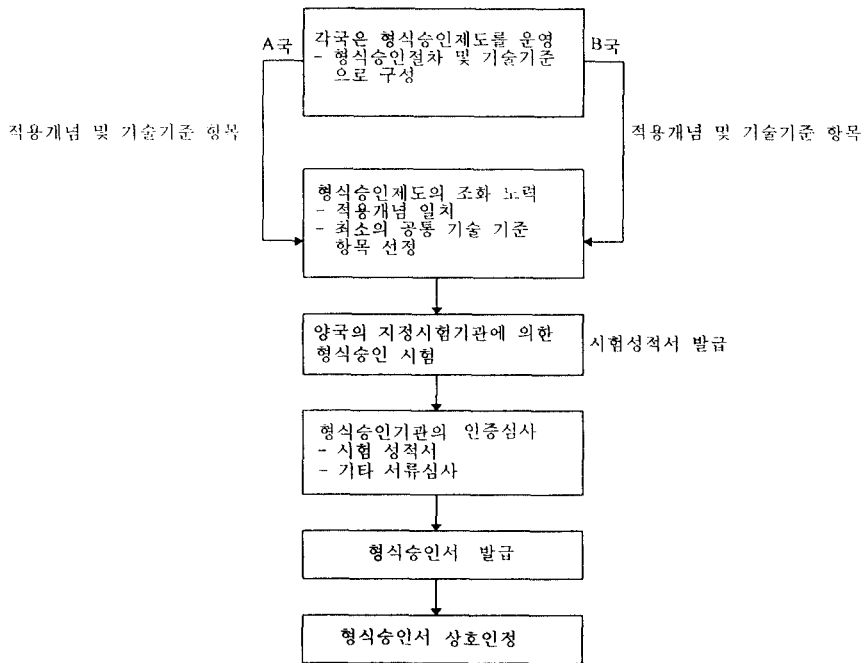 A국
각국은 형식승인제도를 운영
- 형식승인절차 및 기술기준
으로 구성
B국
적용개념 및 기술기준 항목
적용개념 및 기술기준 항목
형식승인제도의 조화 노력
- 적용개념 일치
- 최소의 공통 기술 기준
항목 선정
양국의 지정시험기관에 의한
형식승인 시험
시험성적서 발급
형식승인기관의 인증심사
- 시험 성적서
- 기타 서류심사
형식승인서 발급
형식승인서 상호인정